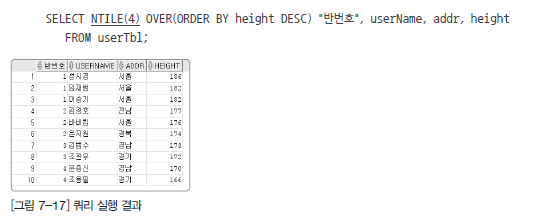 SELECT NTILE(4) OVER(ORDER BY height DESC) "반번호", userName, addr, height
FROM userTbl;
반번호 USERNAME ADDR HEIGHT
1 1 성시경 서울 186
2 1 임재범 서울 182
3 1 이승기 서울 182
4 2 김경호 전남 177
5 2 바비킴 서울 176
6 2 은지원 경북 174
7 3 김범수 경남 173
8 3 조관우 경기 172
9 4 윤종신 경남 170
10 4 조용필 경기 166
[그림 7-17] 쿼리 실행 결과